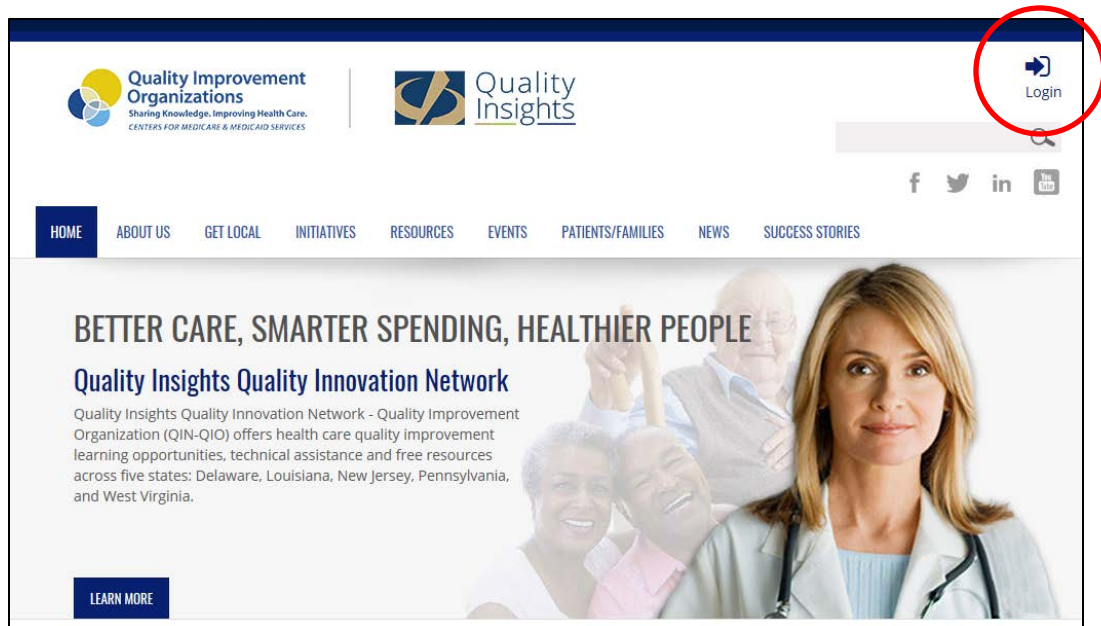 Quality Improvement
Organizations
Sharing Knowledge. Improving Health Care.
CENTERS FOR MEDICARE & MEDICAID SERVICES
Quality
Insights
Login
f
in
You
Tube
HOME ABOUT US GET LOCAL INITIATIVES RESOURCES EVENTS PATIENTS/FAMILIES NEWS SUCCESS STORIES
BETTER CARE, SMARTER SPENDING, HEALTHIER PEOPLE
Quality Insights Quality Innovation Network
Quality Insights Quality Innovation Network - Quality Improvement
Organization (QIN-QIO) offers health care quality improvement
learning opportunities, technical assistance and free resources
across five states: Delaware, Louisiana, New Jersey, Pennsylvania,
and West Virginia.
LEARN MORE